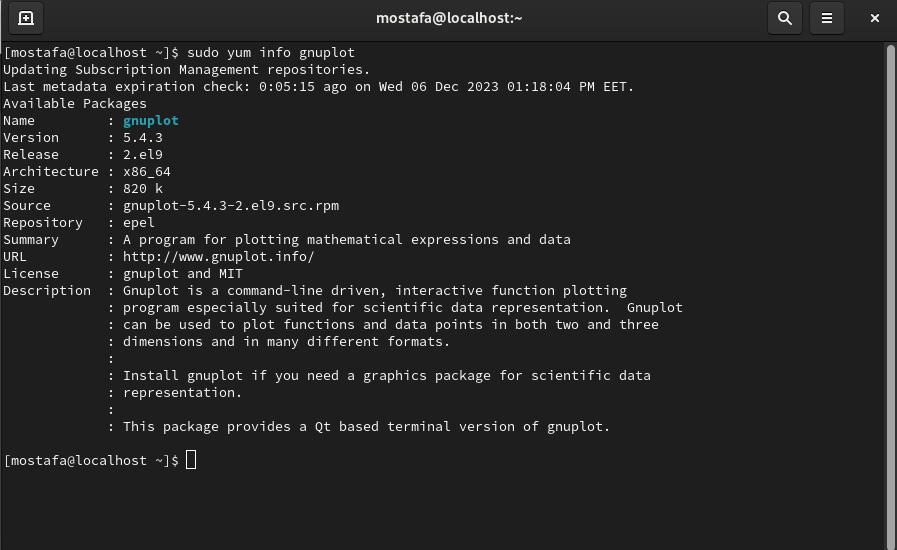 mostafa@localhost:~
[mostafa@localhost ~]$ sudo yum info gnuplot
Updating Subscription Management repositories.
Last metadata expiration check: 0:05:15 ago on Wed 06 Dec 2023 01:18:04 PM EET.
Available Packages
Name         : gnuplot
Version      : 5.4.3
Release      : 2.el9
Architecture : x86_64
Size         : 820 k
Source       : gnuplot-5.4.3-2.el9.src.rpm
Repository   : epel
Summary      : A program for plotting mathematical expressions and data
URL          : http://www.gnuplot.info/
License      : gnuplot and MIT
Description  : Gnuplot is a command-line driven, interactive function plotting
             : program especially suited for scientific data representation.  Gnuplot
             : can be used to plot functions and data points in both two and three
             : dimensions and in many different formats.
             :
             : Install gnuplot if you need a graphics package for scientific data
             : representation.
             :
             : This package provides a Qt based terminal version of gnuplot.
[mostafa@localhost ~]$